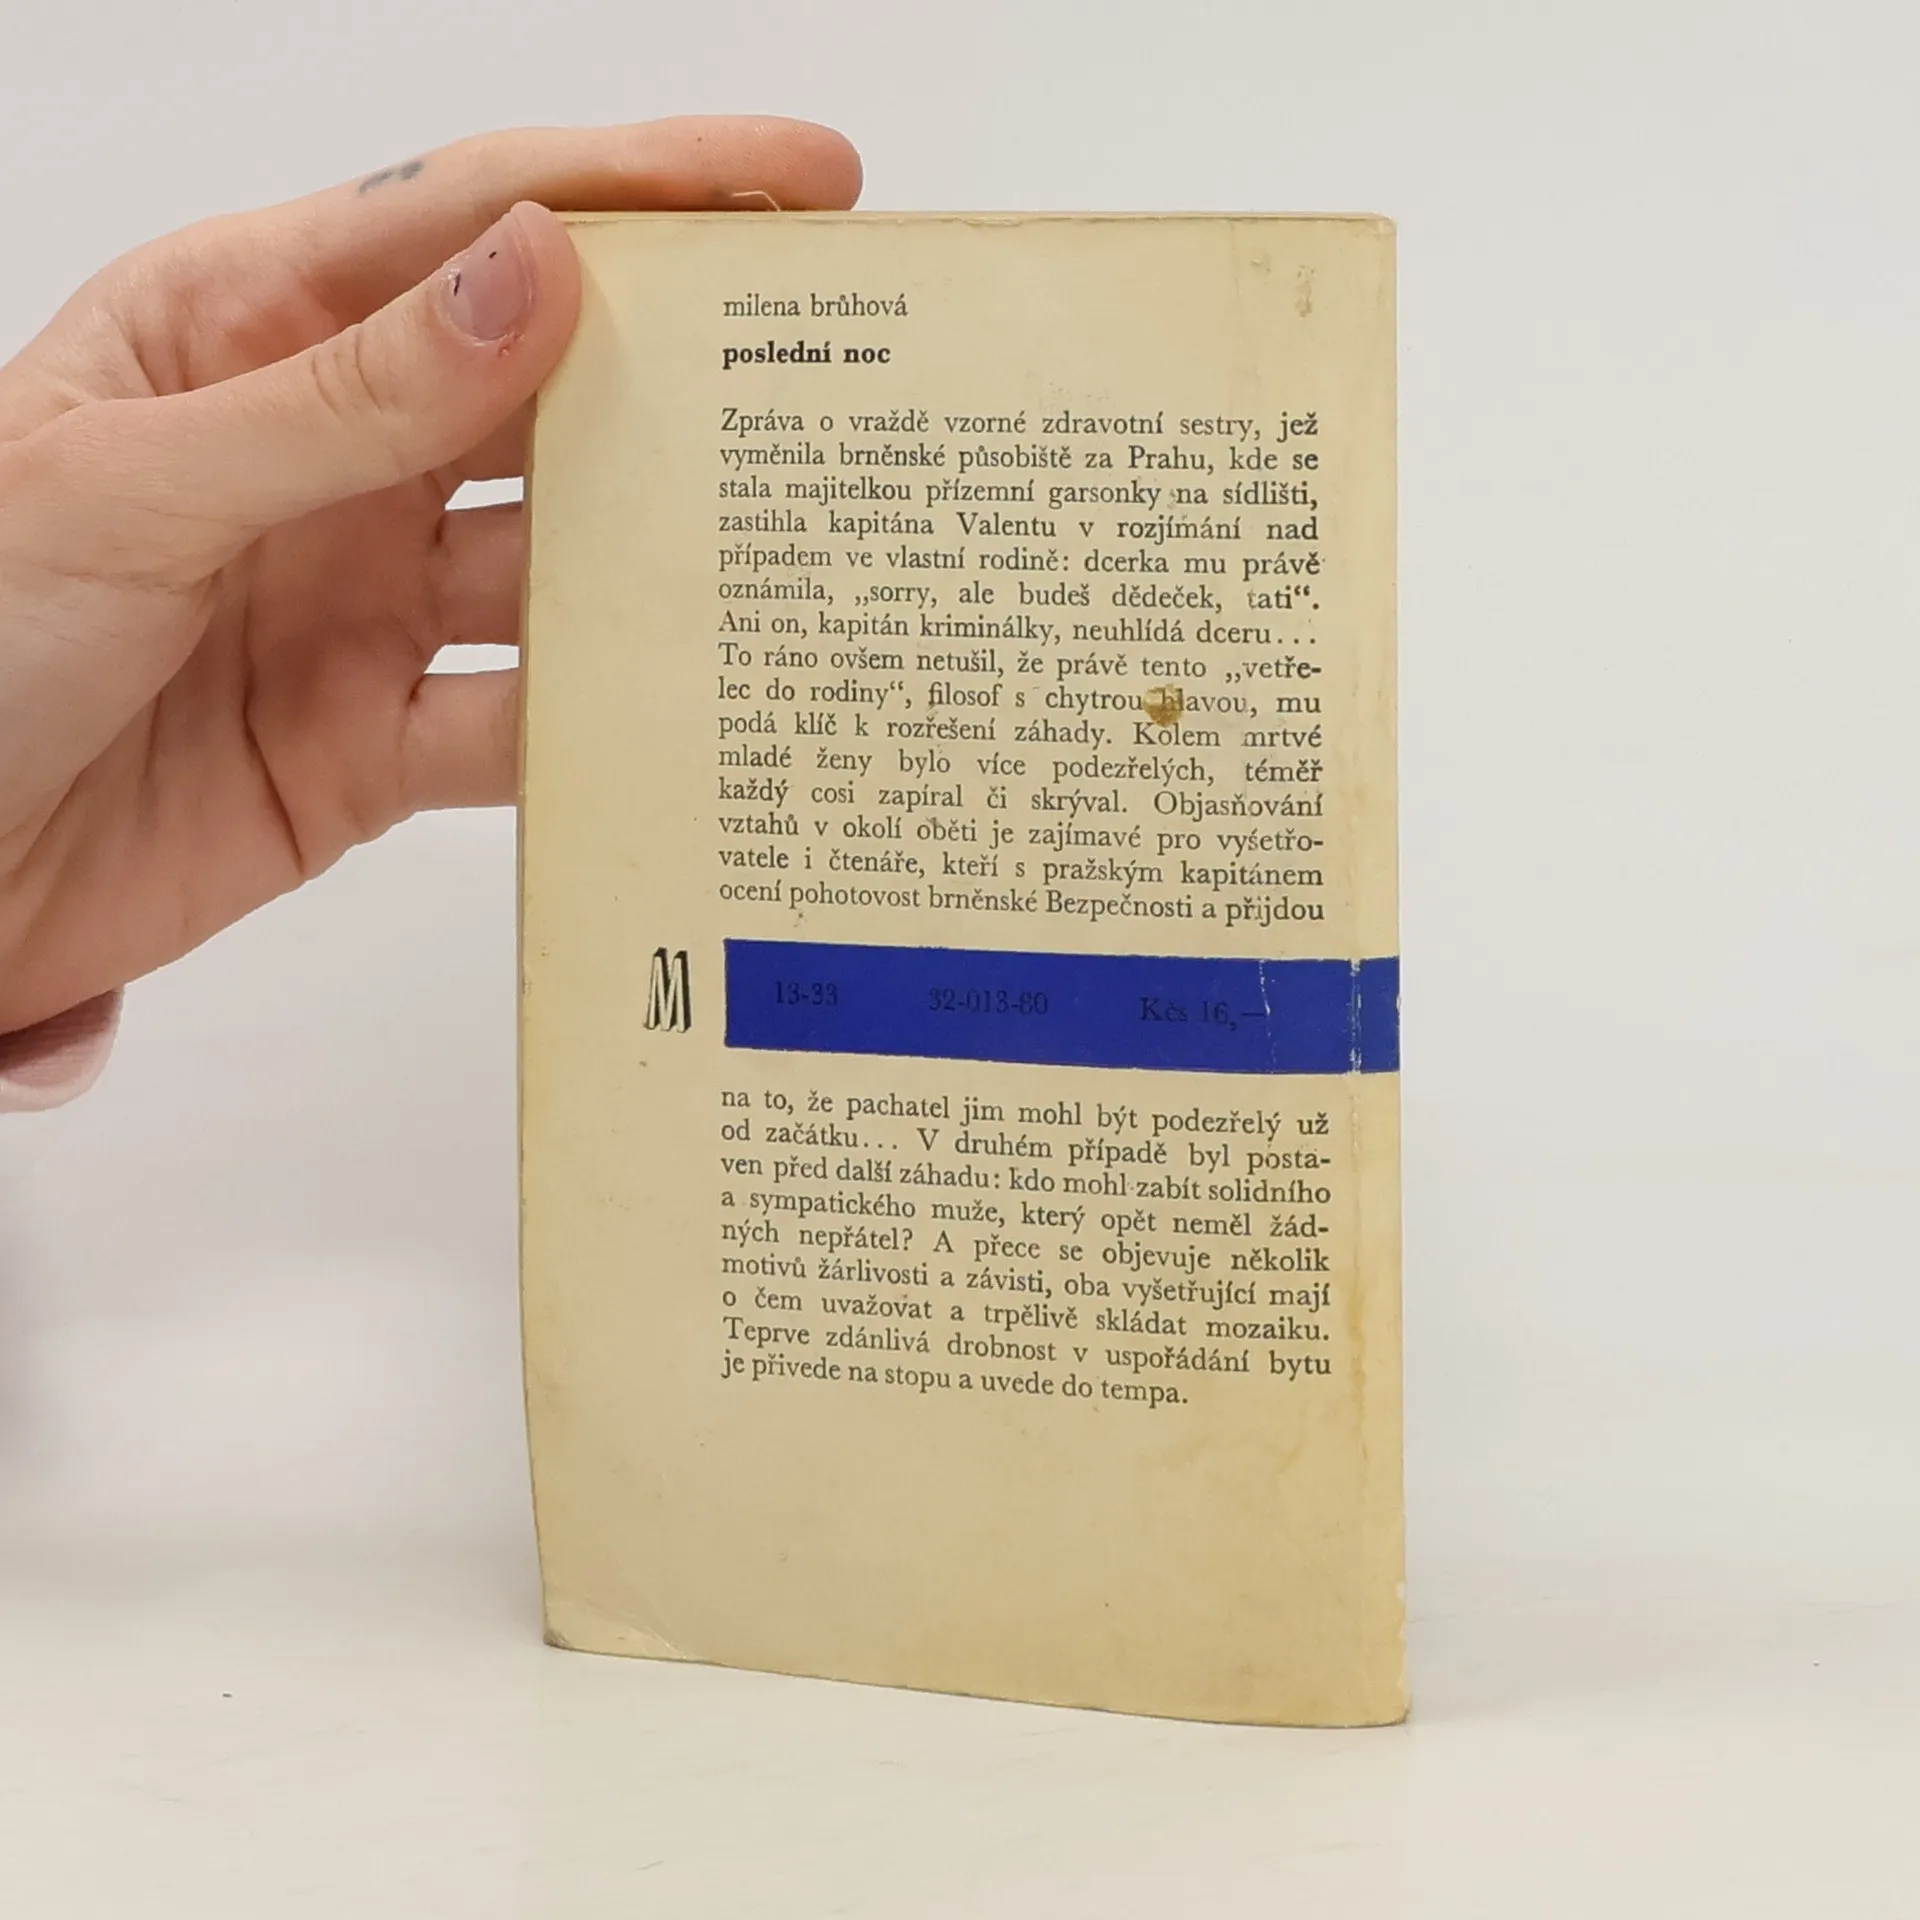 milena brůhová
poslední noc
Zpráva o vraždě vzorné zdravotní sestry, jež
vyměnila brněnské působiště za Prahu, kde se
stala majitelkou přízemní garsonky na sídlišti,
zastihla kapitána Valentu v rozjímání nad
případem ve vlastní rodině: dcerka mu právě
oznámila, „sorry, ale budeš dědeček, tati“.
Ani on, kapitán kriminálky, neuhlídá dceru...
To ráno ovšem netušil, že právě tento „vetře-
lec do rodiny“, filosof s chytrou hlavou, mu
podá klíč k rozřešení záhady. Kolem mrtvé
mladé ženy bylo více podezřelých, téměř
každý cosi zapíral či skrýval. Objasňování
vztahů v okolí oběti je zajímavé pro vyšetřo-
vatele i čtenáře, kteří s pražským kapitánem
ocení pohotovost brněnské Bezpečnosti a přijdou
M
13-33 32-013-80 Kčs 16,—
na to, že pachatel jim mohl být podezřelý už
od začátku... V druhém případě byl posta-
ven před další záhadu: kdo mohl zabít solidního
a sympatického muže, který opět neměl žád-
ných nepřátel? A přece se objevuje několik
motivů žárlivosti a závisti, oba vyšetřující mají
o čem uvažovat a trpělivě skládat mozaiku.
Teprve zdánlivá drobnost v uspořádání bytu
je přivede na stopu a uvede do tempa.